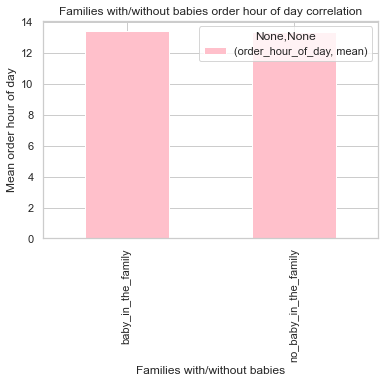 Families with/without babies order hour of day correlation
None,None
(order_hour_of_day, mean)
Mean order hour of day
14
12
10
8
6
4
2
0
baby_in_the_family
no_baby_in_the_family
Families with/without babies